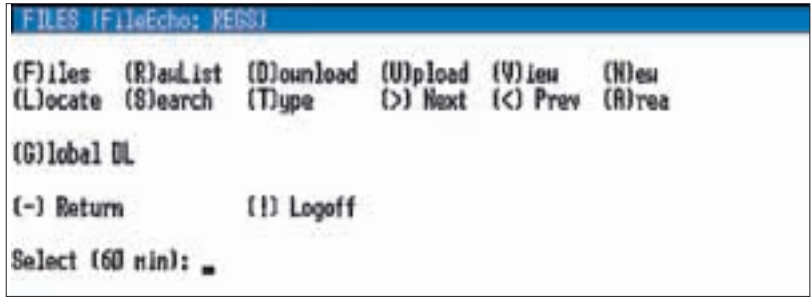 FILES (FileEcho: REGS)
(F)iles (R)awList (D)ownload (U)pload (V)iew (N)ew
(L)ocate (S)earch (T)ype (>) Next (<) Prev (A)rea
(G)lobal DL
(-) Return (!) Logoff
Select (60 min): _